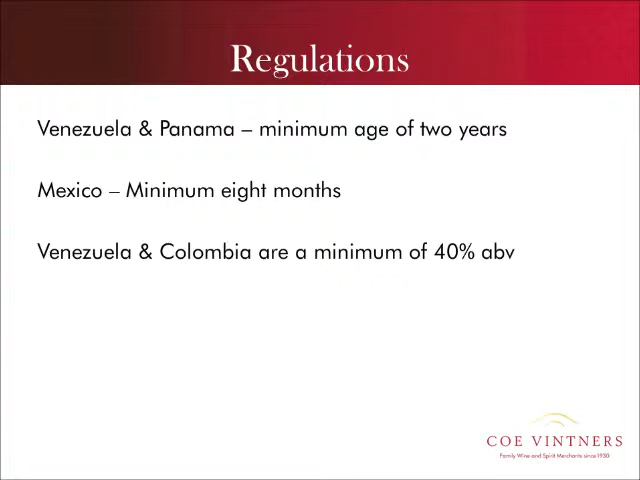 Regulations
Venezuela & Panama – minimum age of two years
Mexico – Minimum eight months
Venezuela & Colombia are a minimum of 40% abv
COE VINTNERS
Family Wine and Spirit Merchants since 1930